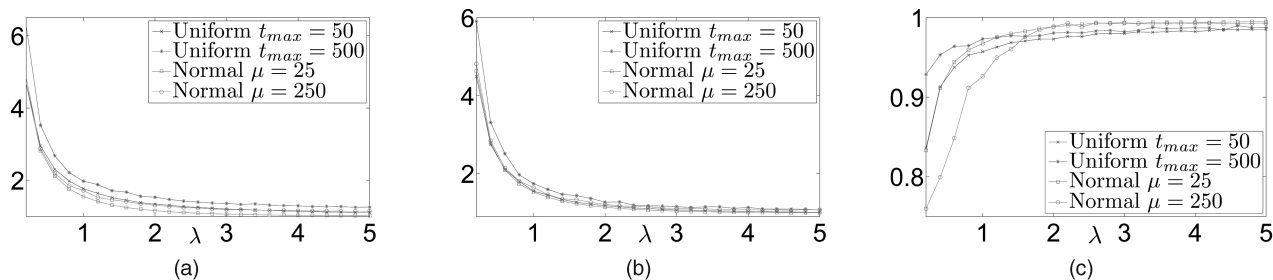 6
4
2
1 2 λ 3 4 5
Uniform t_max = 50
Uniform t_max = 500
Normal μ = 25
Normal μ = 250
(a)
6
4
2
1 2 λ 3 4 5
Uniform t_max = 50
Uniform t_max = 500
Normal μ = 25
Normal μ = 250
(b)
1
0.9
0.8
1 2 λ 3 4 5
Uniform t_max = 50
Uniform t_max = 500
Normal μ = 25
Normal μ = 250
(c)